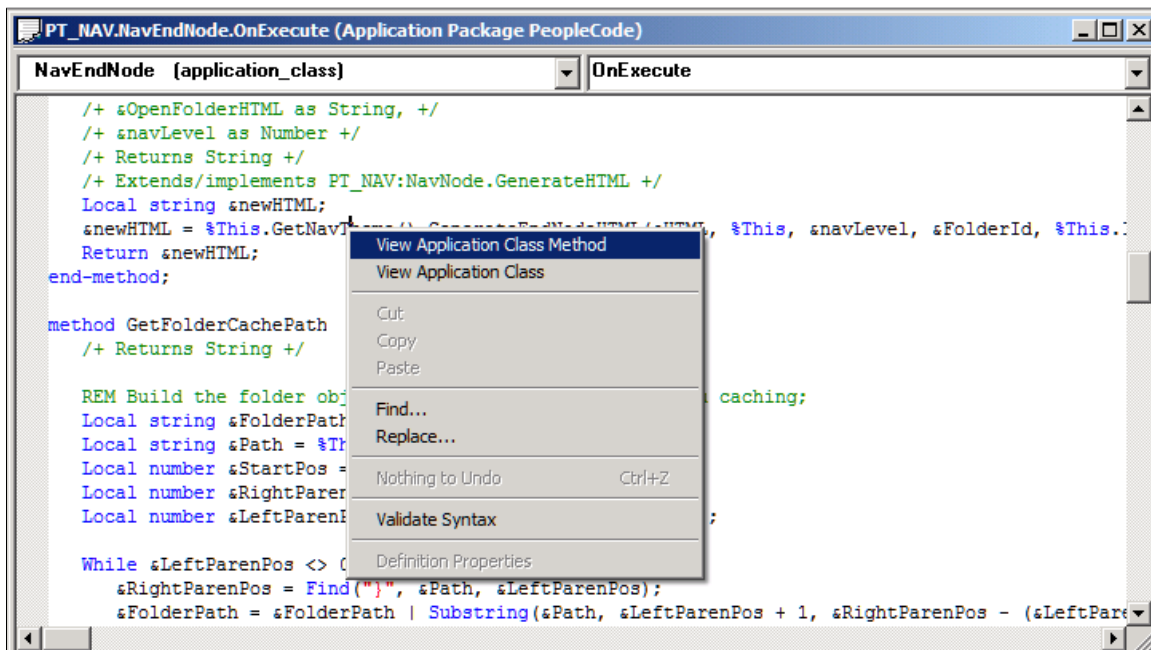 PT_NAV.NavEndNode.OnExecute (Application Package PeopleCode)
NavEndNode (application_class) OnExecute
/+ &OpenFolderHTML as String, +/
/+ &navLevel as Number +/
/+ Returns String +/
/+ Extends/implements PT_NAV:NavNode.GenerateHTML +/
Local string &newHTML;
&newHTML = %This.GetNavTheme().GenerateEndNodeHTML(&HTML, %This, &navLevel, &FolderId, %This.
Return &newHTML;
end-method;
method GetFolderCachePath
/+ Returns String +/
REM Build the folder obj caching;
Local string &FolderPath
Local string &Path = %Th
Local number &StartPos =
Local number &RightParen
Local number &LeftParen ;
While &LeftParenPos <>
&RightParenPos = Find("}", &Path, &LeftParenPos);
&FolderPath = &FolderPath | Substring(&Path, &LeftParenPos + 1, &RightParenPos - (&LeftPare
View Application Class Method
View Application Class
Cut
Copy
Paste
Find...
Replace...
Nothing to Undo Ctrl+Z
Validate Syntax
Definition Properties